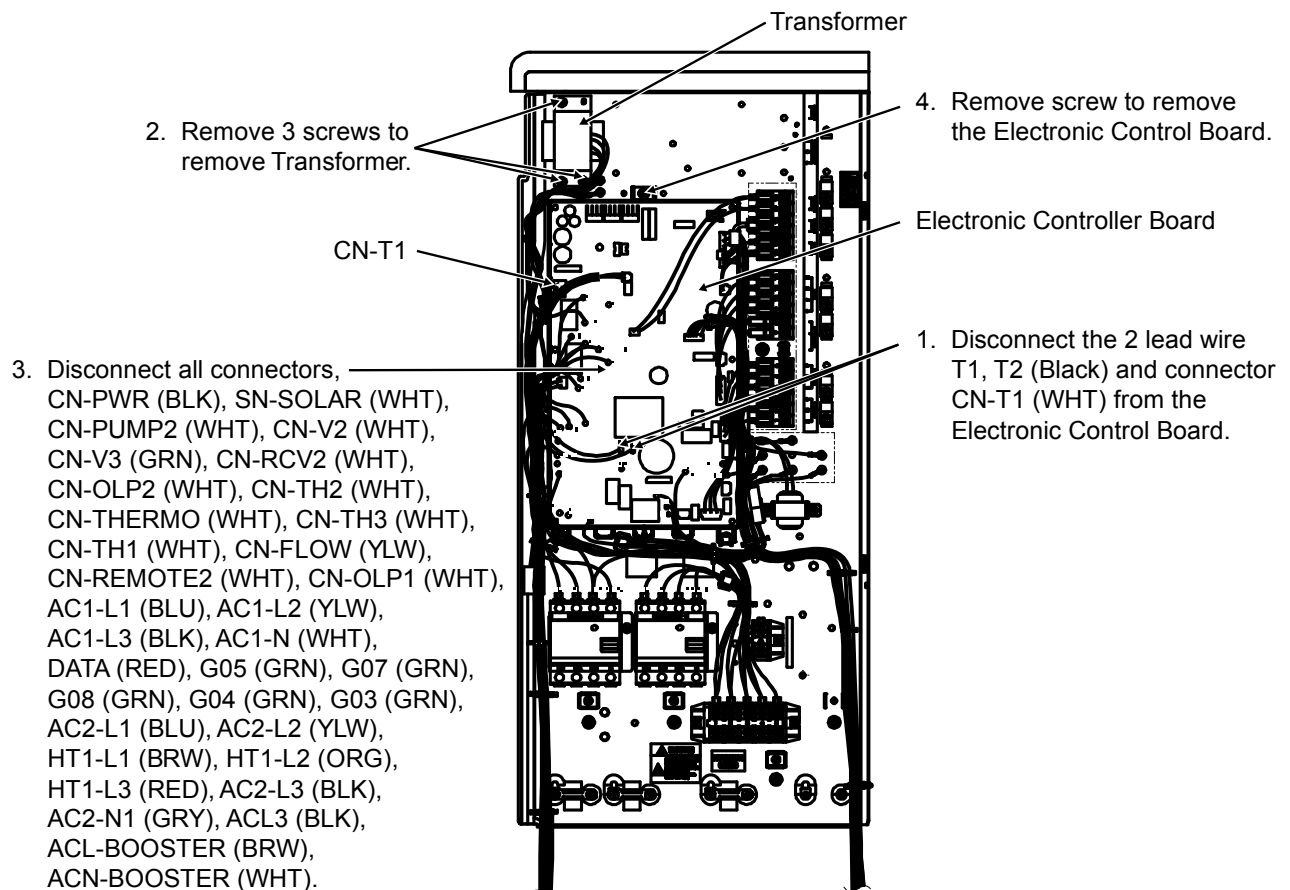 Transformer
2. Remove 3 screws to
remove Transformer.
4. Remove screw to remove
the Electronic Control Board.
Electronic Controller Board
CN-T1
1. Disconnect the 2 lead wire
T1, T2 (Black) and connector
CN-T1 (WHT) from the
Electronic Control Board.
3. Disconnect all connectors,
CN-PWR (BLK), SN-SOLAR (WHT),
CN-PUMP2 (WHT), CN-V2 (WHT),
CN-V3 (GRN), CN-RCV2 (WHT),
CN-OLP2 (WHT), CN-TH2 (WHT),
CN-THERMO (WHT), CN-TH3 (WHT),
CN-TH1 (WHT), CN-FLOW (YLW),
CN-REMOTE2 (WHT), CN-OLP1 (WHT),
AC1-L1 (BLU), AC1-L2 (YLW),
AC1-L3 (BLK), AC1-N (WHT),
DATA (RED), G05 (GRN), G07 (GRN),
G08 (GRN), G04 (GRN), G03 (GRN),
AC2-L1 (BLU), AC2-L2 (YLW),
HT1-L1 (BRW), HT1-L2 (ORG),
HT1-L3 (RED), AC2-L3 (BLK),
AC2-N1 (GRY), ACL3 (BLK),
ACL-BOOSTER (BRW),
ACN-BOOSTER (WHT).